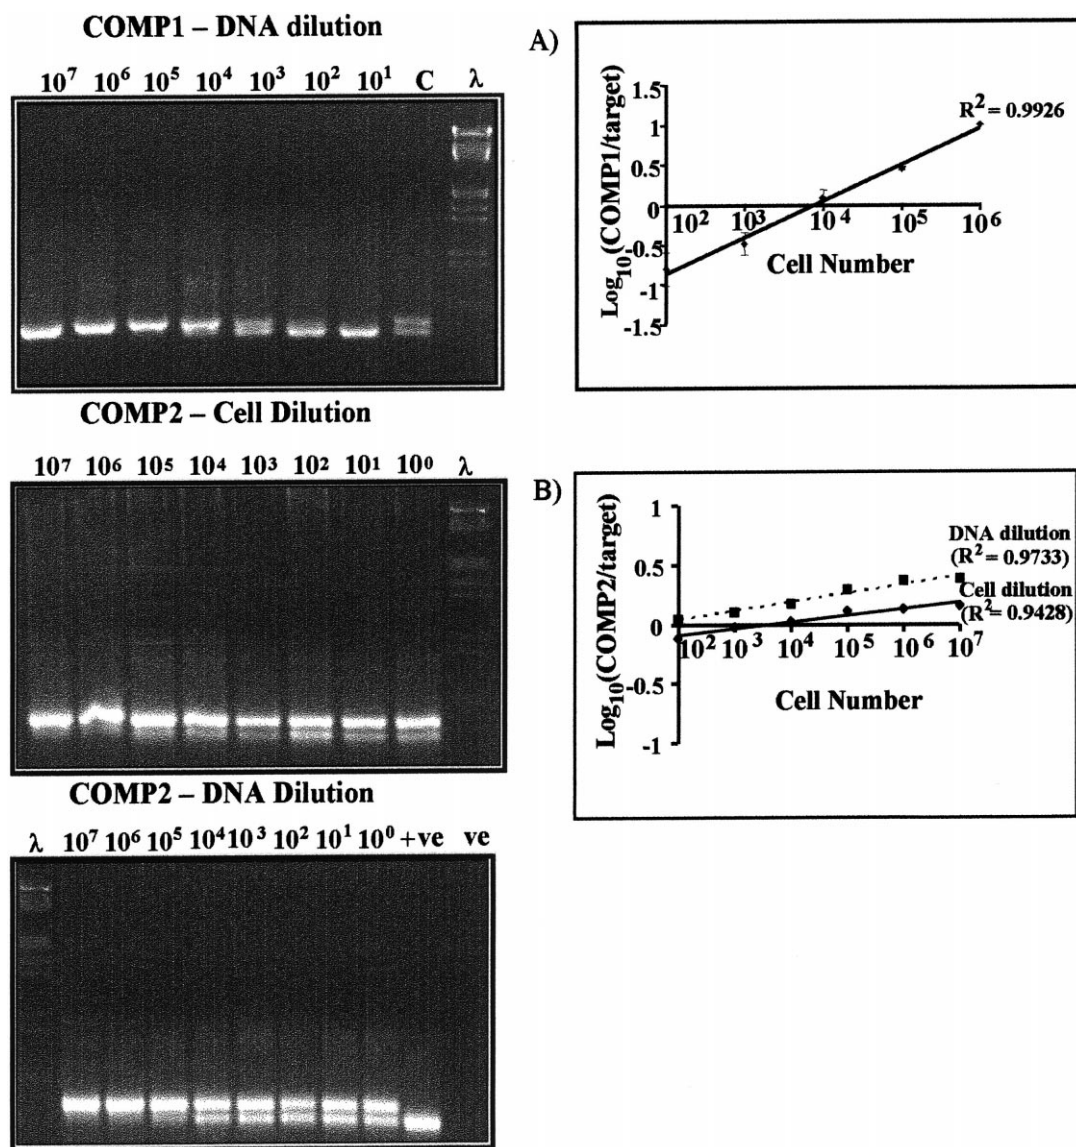 COMP1 – DNA dilution
10⁷ 10⁶ 10⁵ 10⁴ 10³ 10² 10¹ C λ
COMP2 – Cell Dilution
10⁷ 10⁶ 10⁵ 10⁴ 10³ 10² 10¹ 10⁰ λ
COMP2 – DNA Dilution
λ 10⁷ 10⁶ 10⁵ 10⁴ 10³ 10² 10¹ 10⁰ +ve ve
A)
Log₁₀(COMP1/target)
1.5
1
0.5
0
-0.5
-1
-1.5
R² = 0.9926
10² 10³ 10⁴ 10⁵ 10⁶
Cell Number
B)
Log₁₀(COMP2/target)
1
0.5
0
-0.5
-1
DNA dilution
(R² = 0.9733)
Cell dilution
(R² = 0.9428)
10² 10³ 10⁴ 10⁵ 10⁶ 10⁷
Cell Number